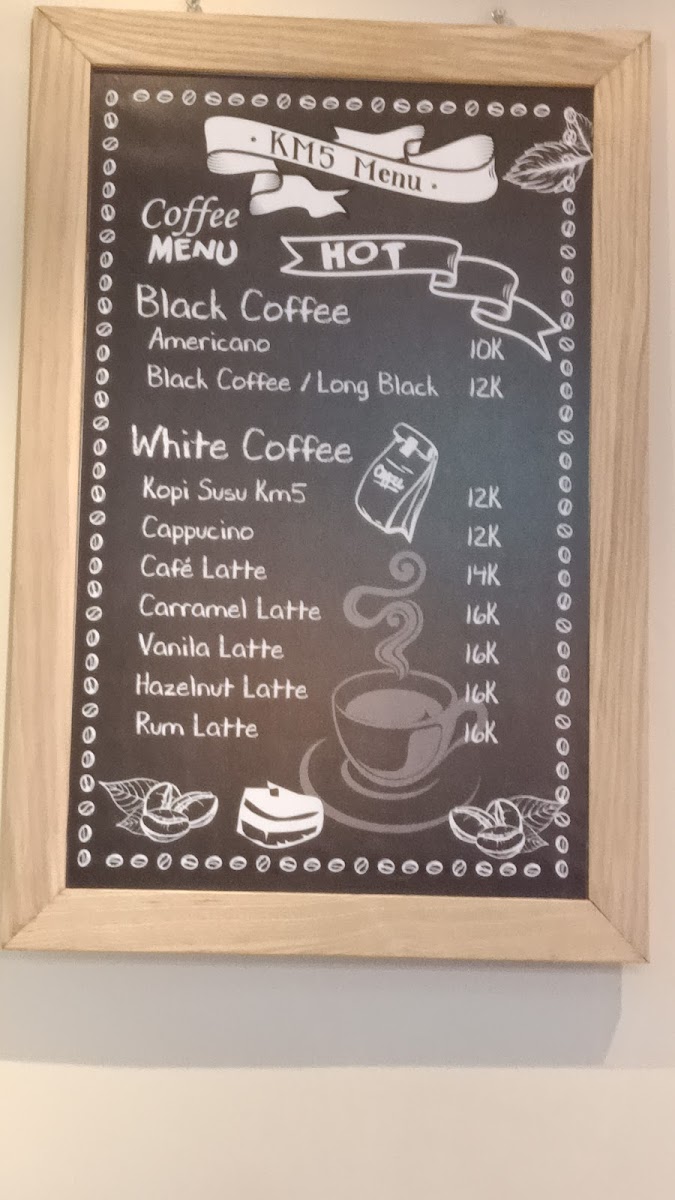 · KM5 Menu ·
Coffee
MENU
HOT
Black Coffee
Americano 10K
Black Coffee / Long Black 12K
White Coffee
Coffee
Kopi Susu Km5 12K
Cappucino 12K
Café Latte 14K
Carramel Latte 16K
Vanila Latte 16K
Hazelnut Latte 16K
Rum Latte 16K